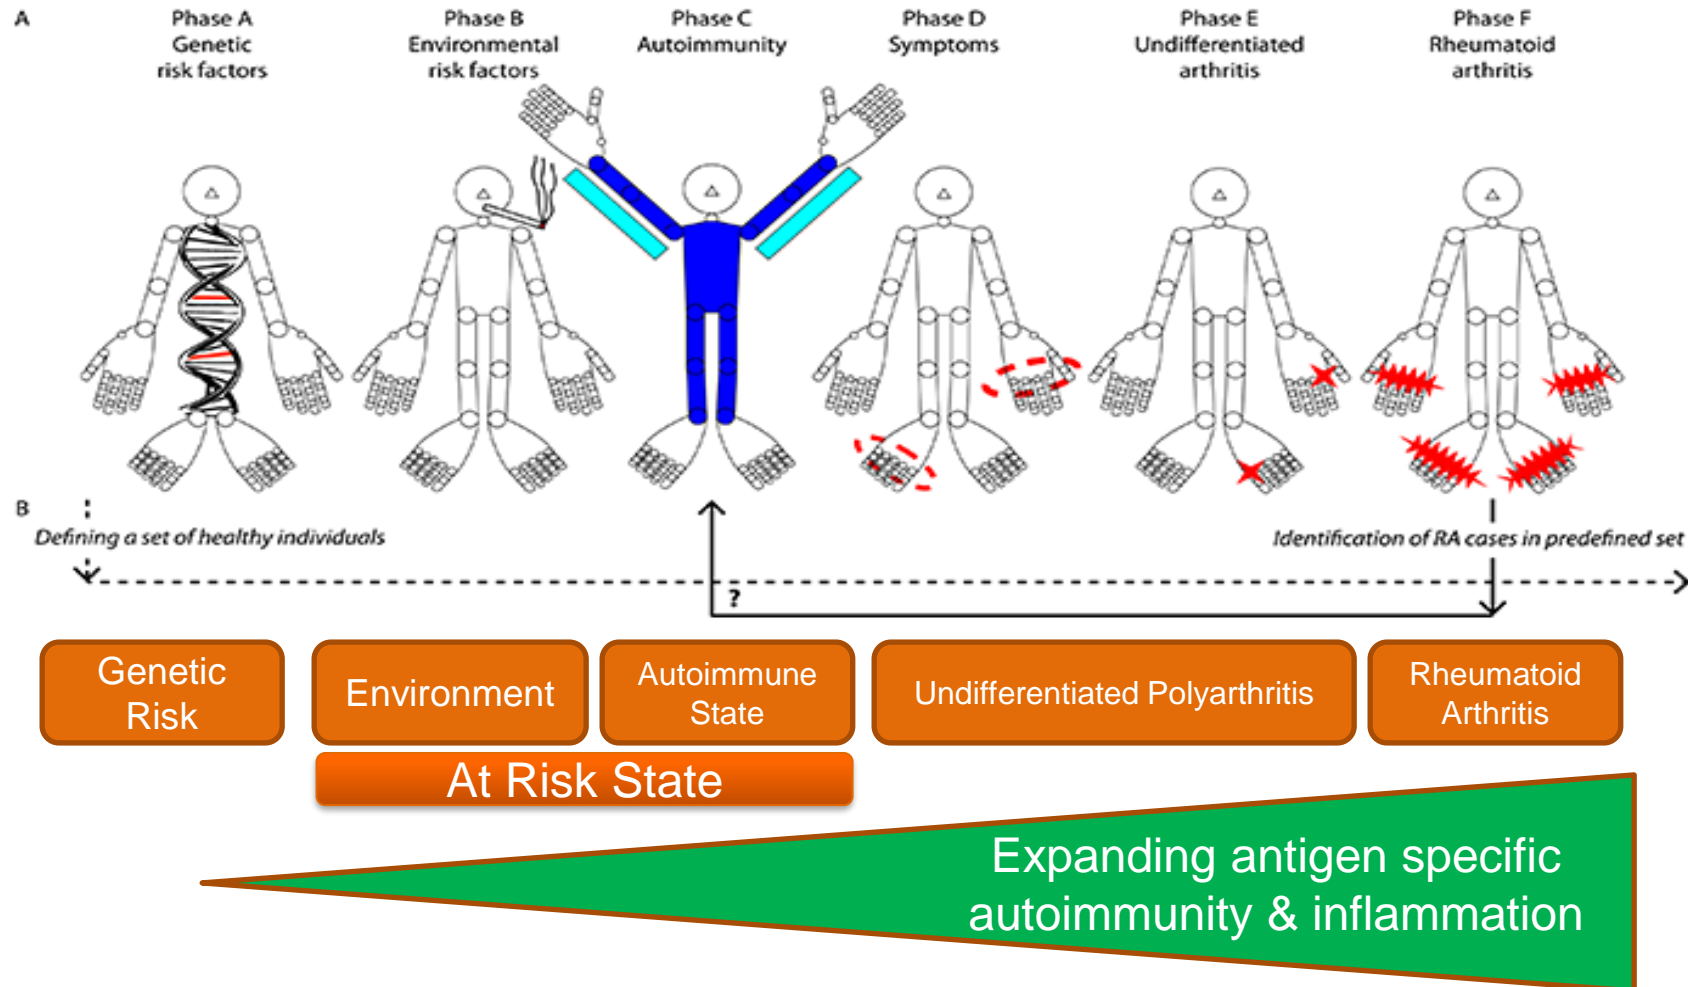 A
Phase A
Genetic
risk factors
Phase B
Environmental
risk factors
Phase C
Autoimmunity
Phase D
Symptoms
Phase E
Undifferentiated
arthritis
Phase F
Rheumatoid
arthritis
B
Defining a set of healthy individuals
Identification of RA cases in predefined set
?
Genetic
Risk
Environment
Autoimmune
State
Undifferentiated Polyarthritis
Rheumatoid
Arthritis
At Risk State
Expanding antigen specific
autoimmunity & inflammation